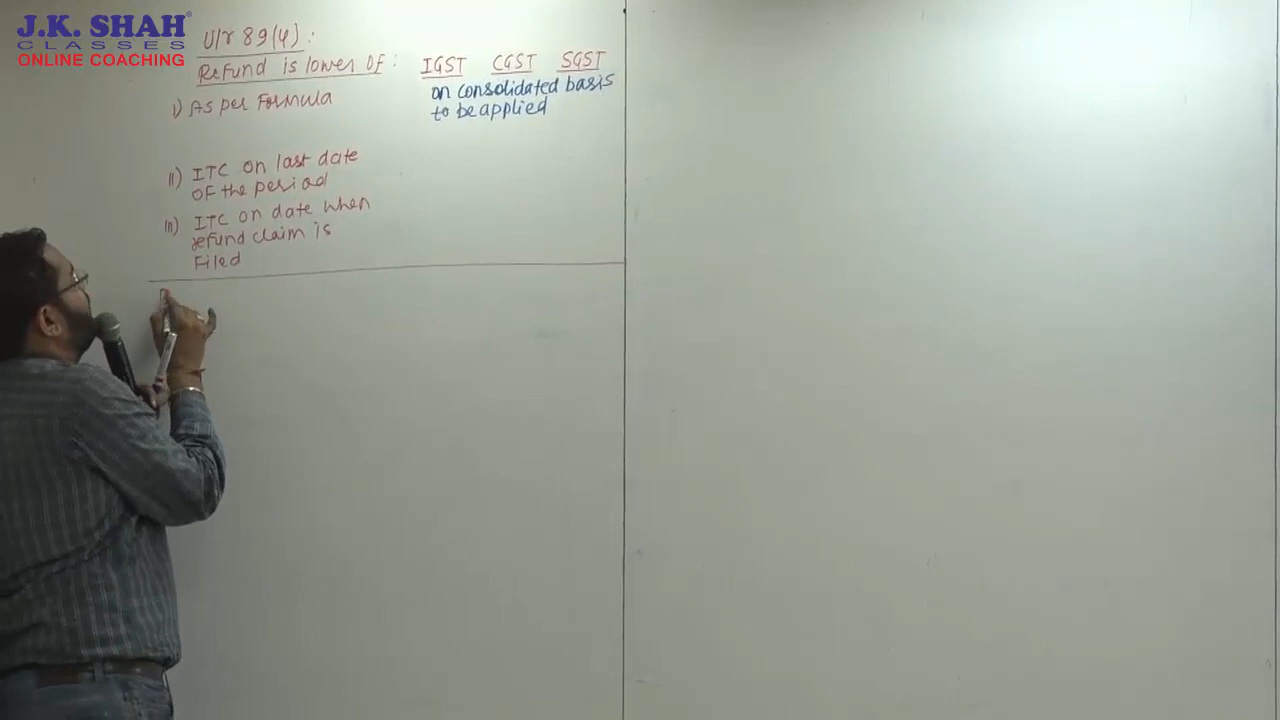 J.K. SHAH®
CLASSES
ONLINE COACHING
U/r 89(4):
Refund is lower Of :
IGST CGST SGST
on consolidated basis
to be applied
i) As per Formula
ii) ITC on last date
OF the period
iii) ITC on date when
refund claim is
Filed